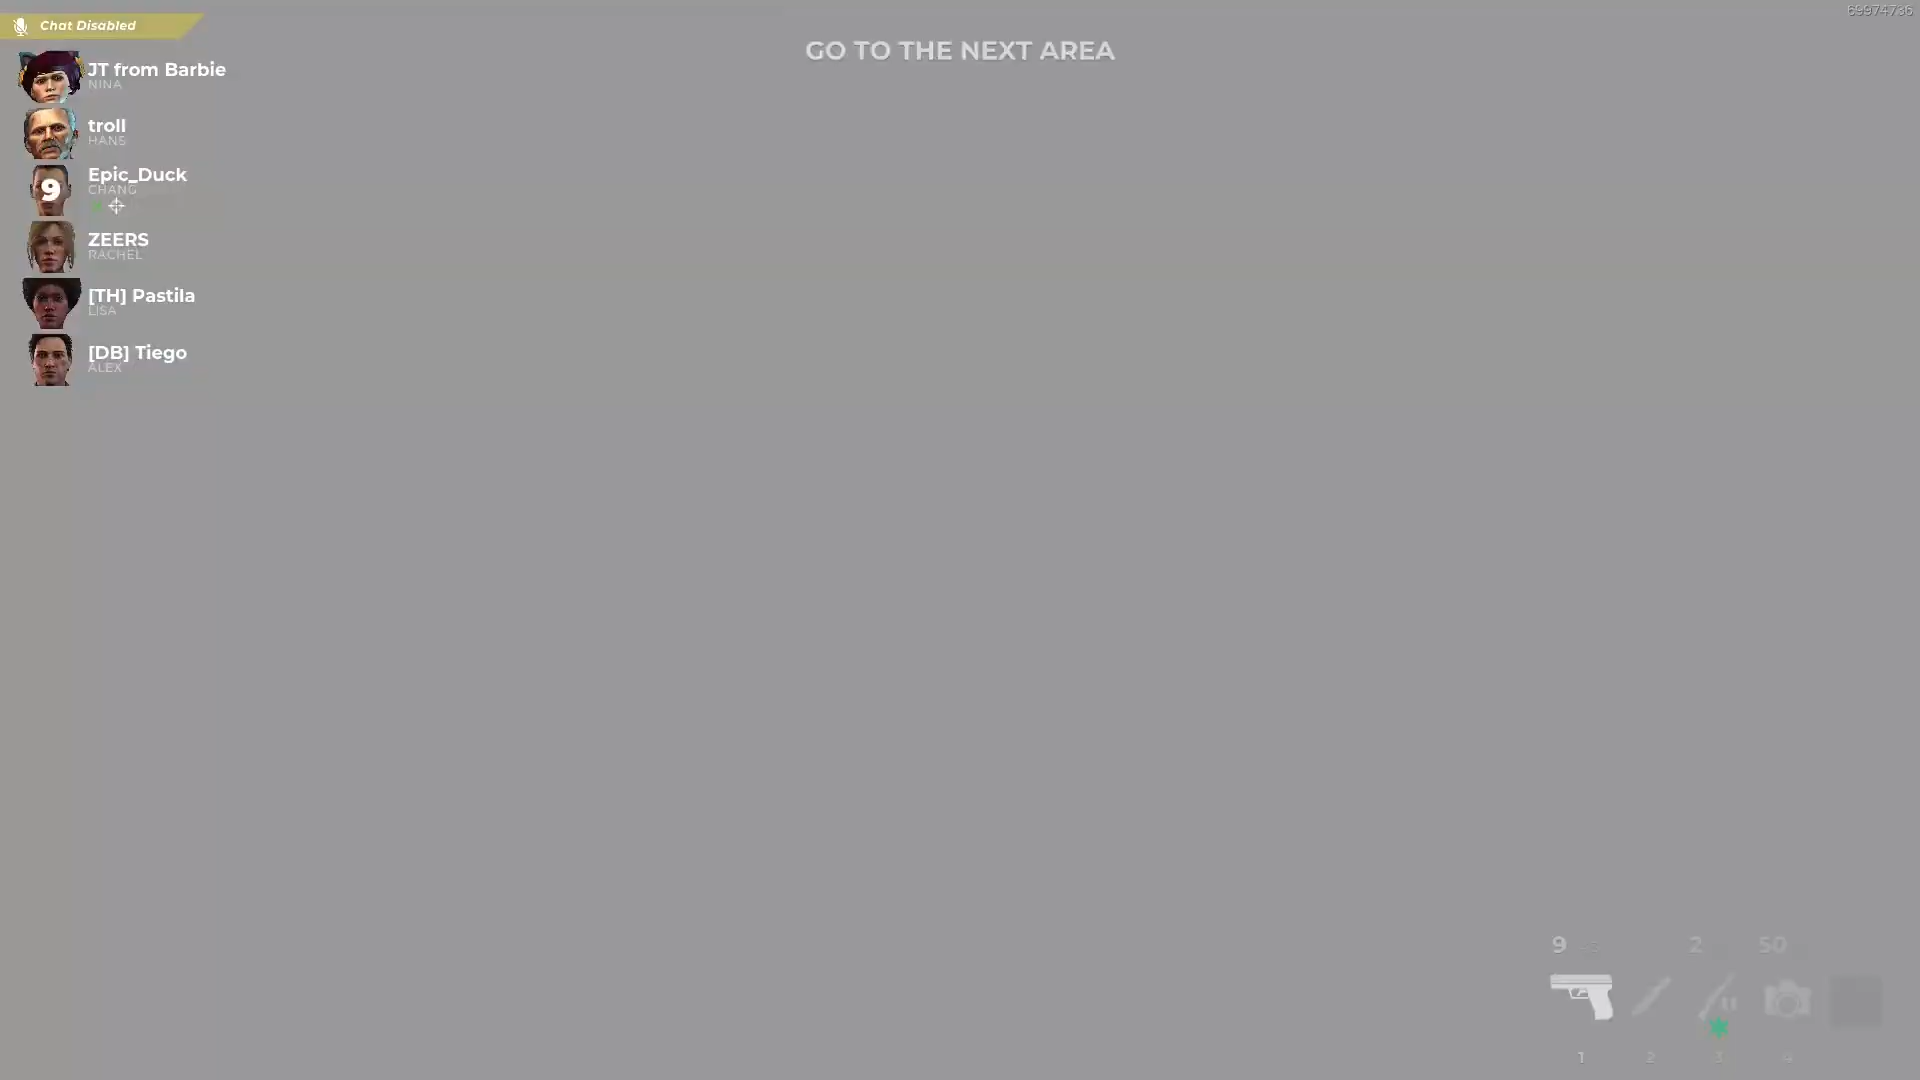 69974736
Chat Disabled
GO TO THE NEXT AREA
JT from Barbie
NINA
troll
HANS
9
Epic_Duck
CHANG
ZEERS
RACHEL
[TH] Pastila
LISA
[DB] Tiego
ALEX
9 2 50
1 2 3 4